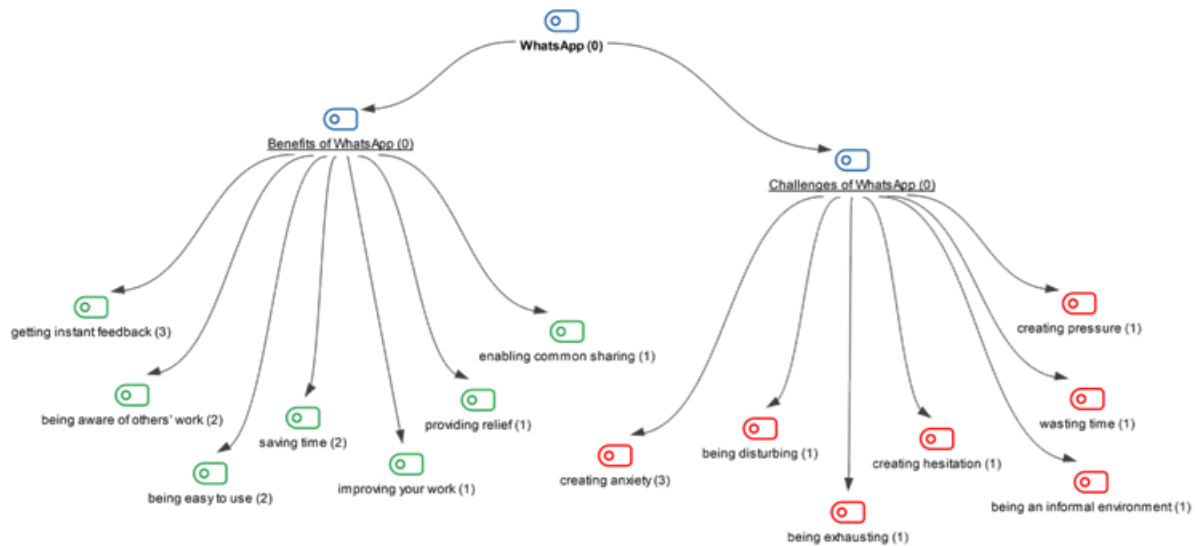 WhatsApp (0)
Benefits of WhatsApp (0)
Challenges of WhatsApp (0)
getting instant feedback (3)
being aware of others' work (2)
being easy to use (2)
saving time (2)
improving your work (1)
providing relief (1)
enabling common sharing (1)
creating anxiety (3)
being disturbing (1)
being exhausting (1)
creating hesitation (1)
being an informal environment (1)
wasting time (1)
creating pressure (1)